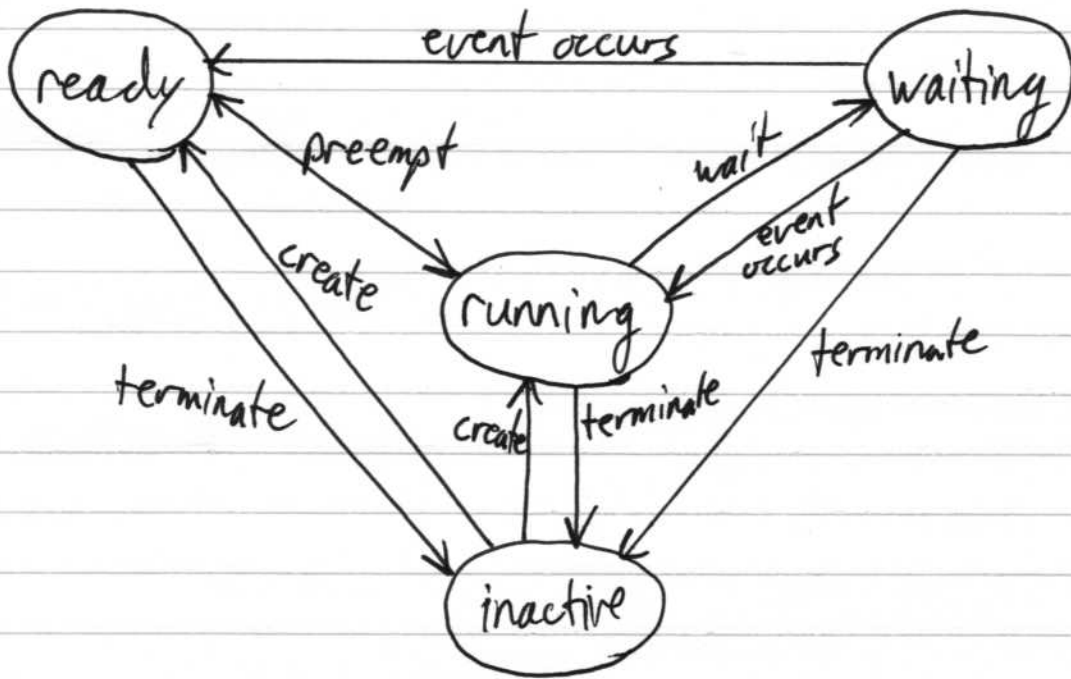 event occurs
ready
waiting
preempt
wait
event
occurs
create
running
terminate
terminate
create
terminate
inactive